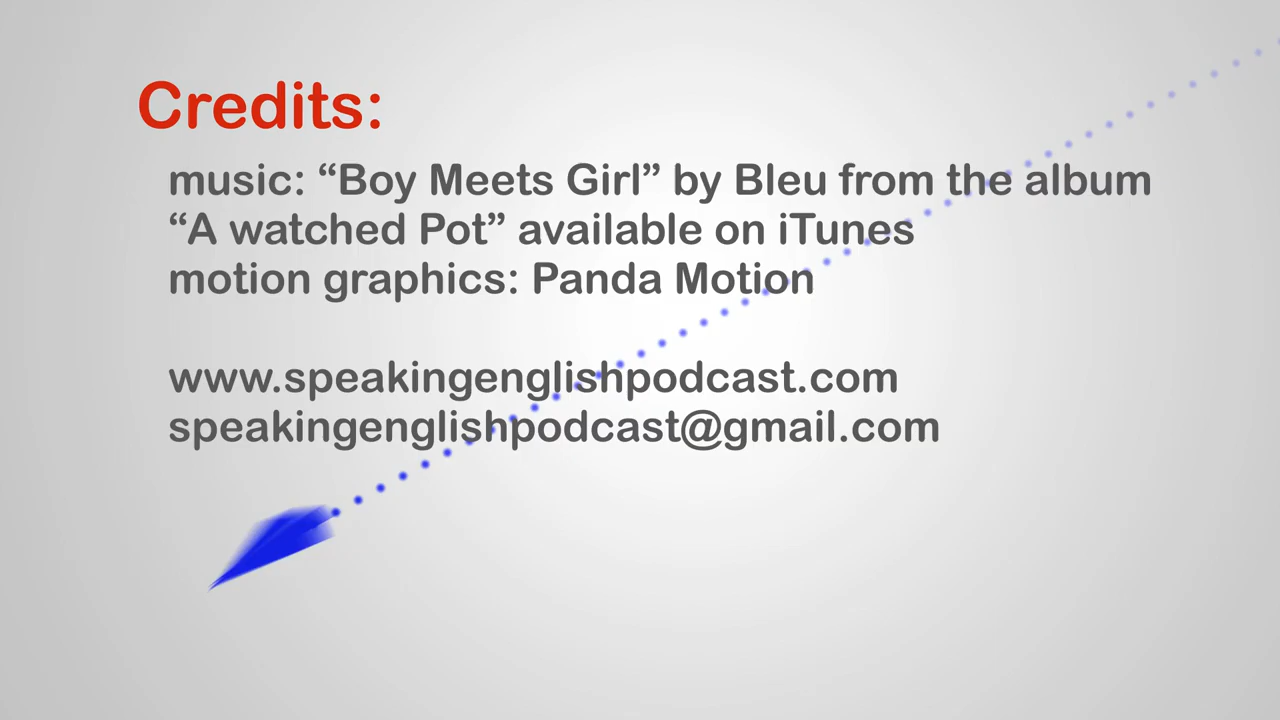 Credits:
music: “Boy Meets Girl” by Bleu from the album
“A watched Pot” available on iTunes
motion graphics: Panda Motion
www.speakingenglishpodcast.com
speakingenglishpodcast@gmail.com